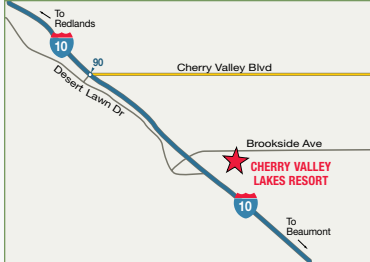 To
Redlands
10
90
Cherry Valley Blvd
Desert Lawn Dr
Brookside Ave
CHERRY VALLEY
LAKES RESORT
10
To
Beaumont